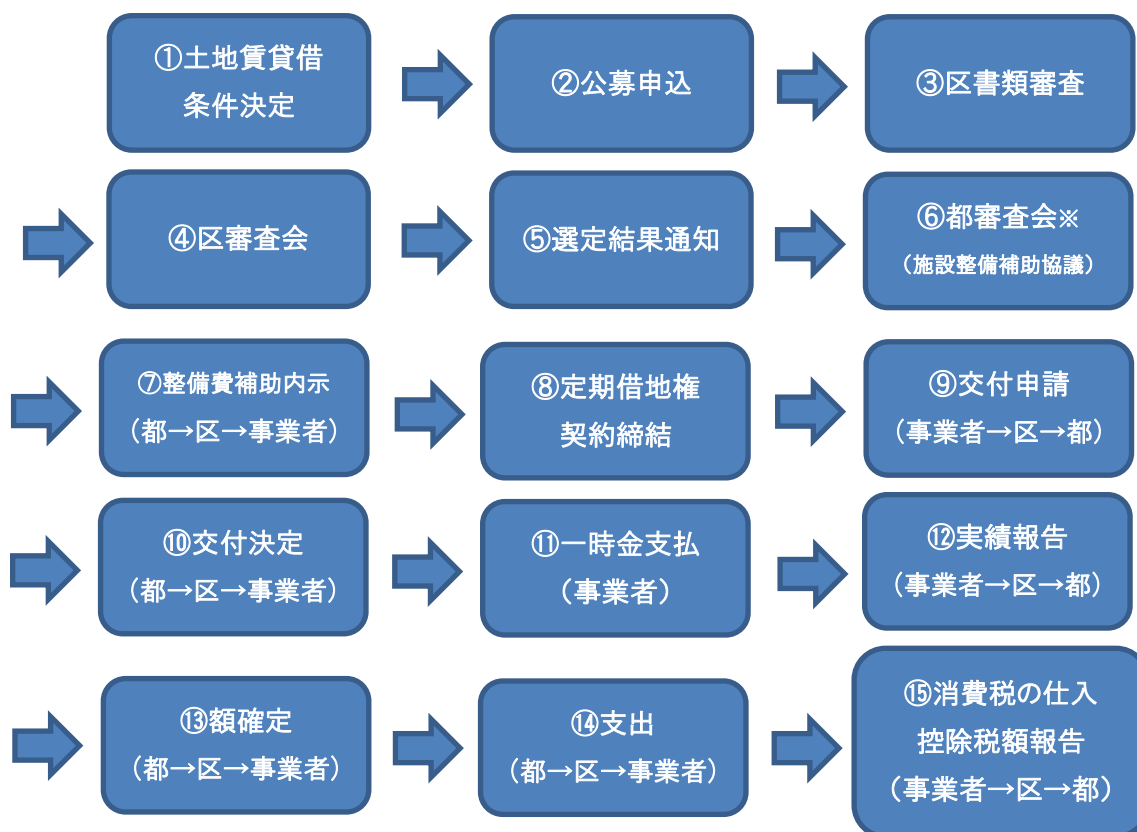 ①土地賃貸借
条件決定
②公募申込
③区書類審査
④区審査会
⑤選定結果通知
⑥都審査会※
(施設整備補助協議)
⑦整備費補助内示
(都→区→事業者)
⑧定期借地権
契約締結
⑨交付申請
(事業者→区→都)
⑩交付決定
(都→区→事業者)
⑪一時金支払
(事業者)
⑫実績報告
(事業者→区→都)
⑬額確定
(都→区→事業者)
⑭支出
(都→区→事業者)
⑮消費税の仕入
控除税額報告
(事業者→区→都)